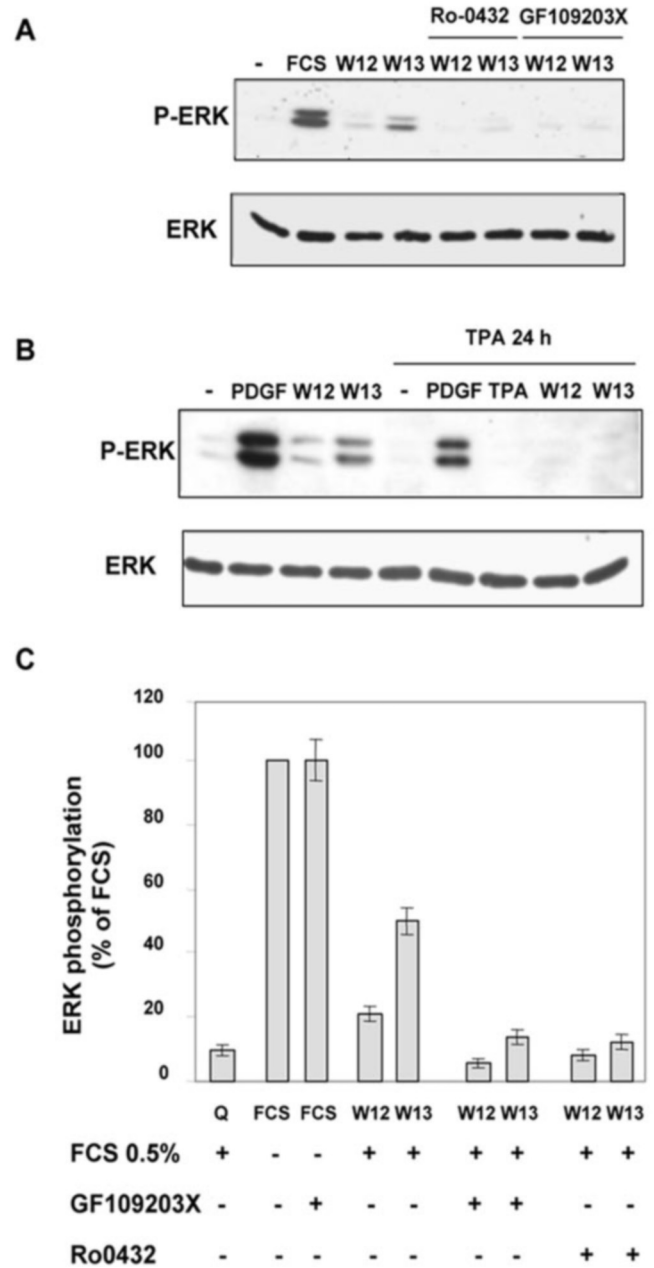 A
Ro-0432 GF109203X
- FCS W12 W13 W12 W13 W12 W13
P-ERK
ERK
B
TPA 24 h
- PDGF W12 W13 - PDGF TPA W12 W13
P-ERK
ERK
C
120
100
80
60
40
20
0
ERK phosphorylation
(% of FCS)
Q FCS FCS W12 W13 W12 W13 W12 W13
FCS 0.5% + - - + + + + + +
GF109203X - - + - - + + - -
Ro0432 - - - - - - - + +